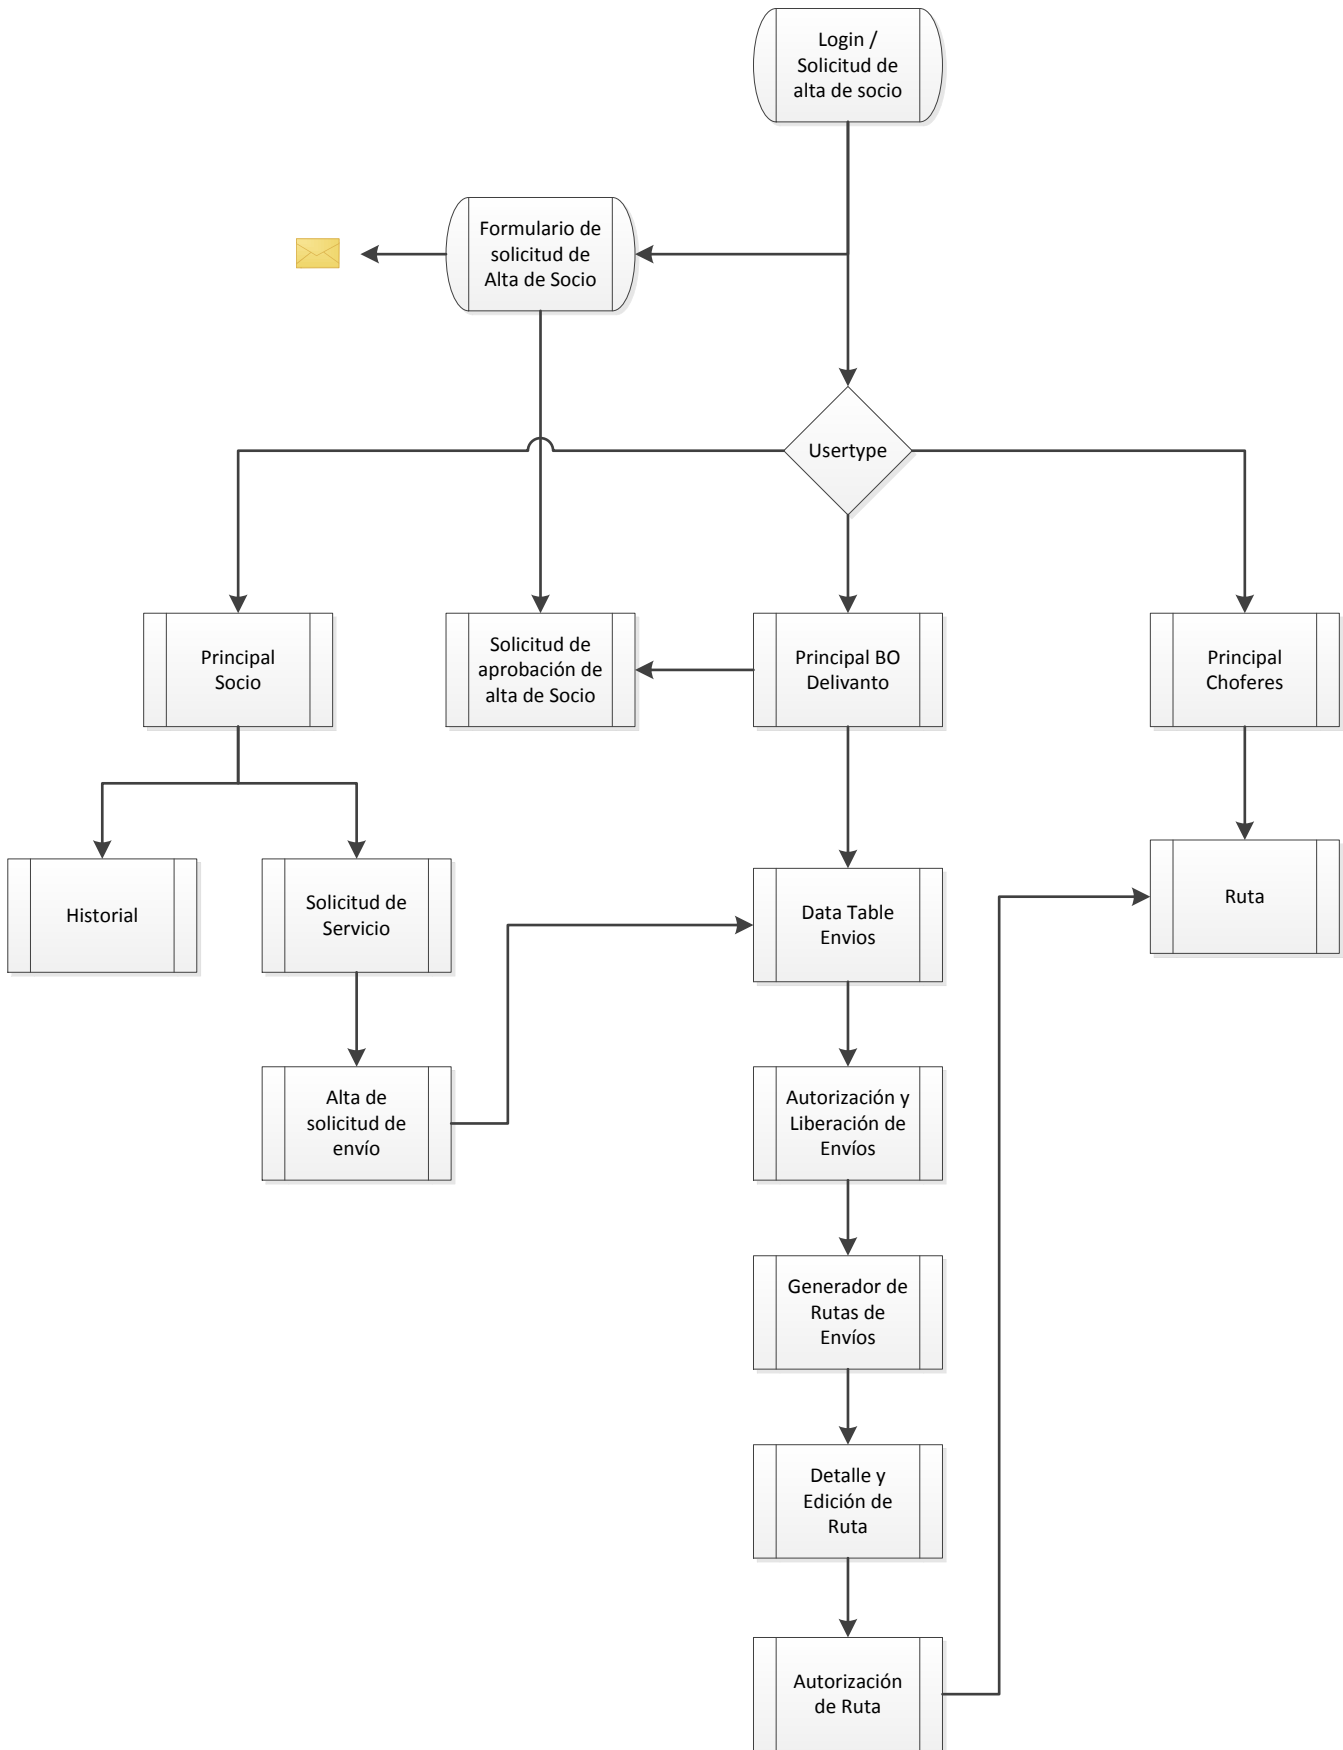 Login /
Solicitud de
alta de socio
Formulario de
solicitud de
Alta de Socio
Usertype
Principal
Socio
Solicitud de
aprobación de
alta de Socio
Principal BO
Delivanto
Principal
Choferes
Historial
Solicitud de
Servicio
Data Table
Envios
Ruta
Alta de
solicitud de
envío
Autorización y
Liberación de
Envíos
Generador de
Rutas de
Envíos
Detalle y
Edición de
Ruta
Autorización
de Ruta